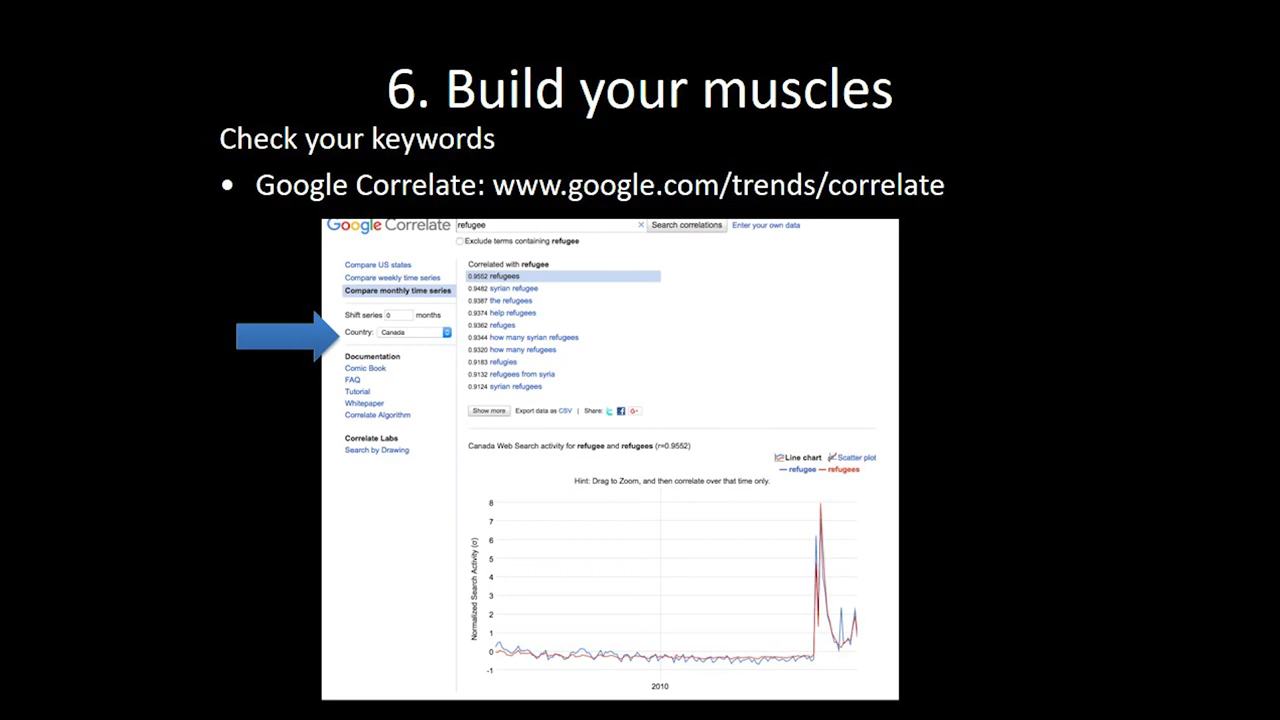 6. Build your muscles
Check your keywords
• Google Correlate: www.google.com/trends/correlate
Google Correlate refugee × Search correlations Enter your own data
Exclude terms containing refugee
Compare US states
Compare weekly time series
Compare monthly time series
Shift series 0 months
Country: Canada
Documentation
Comic Book
FAQ
Tutorial
Whitepaper
Correlate Algorithm
Correlate Labs
Search by Drawing
Correlated with refugee
0.9552 refugees
0.9482 syrian refugee
0.9387 the refugees
0.9374 help refugees
0.9362 refuges
0.9344 how many syrian refugees
0.9320 how many refugees
0.9183 refugies
0.9132 refugees from syria
0.9124 syrian refugees
Show more Export data as CSV | Share: G+
Canada Web Search activity for refugee and refugees (r=0.9552)
Line chart Scatter plot
refugee refugees
Hint: Drag to Zoom, and then correlate over that time only.
Normalized Search Activity (σ)
8
7
6
5
4
3
2
1
0
-1
2010